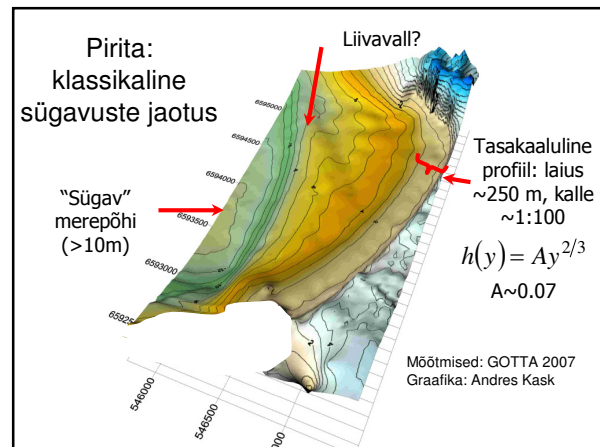 Pirita:
klassikaline
sügavuste jaotus
Liivavall?
Tasakaaluline
profiil: laius
~250 m, kalle
~1:100
h(y) = Ay^{2/3}
A~0.07
"Sügav"
merepõhi
(>10m)
6595000
6594500
6594000
6593500
6593000
546000
546500
Mõõtmised: GOTTA 2007
Graafika: Andres Kask